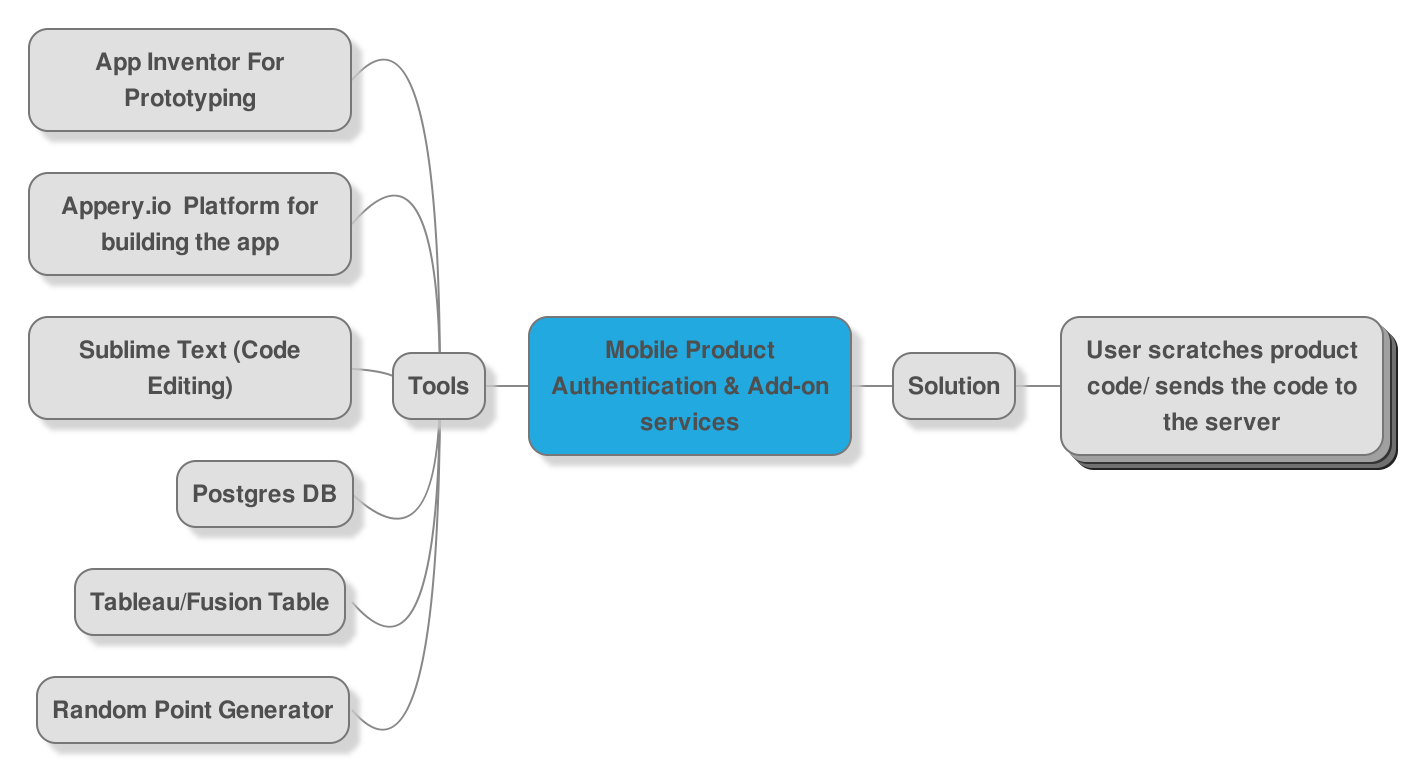 App Inventor For
Prototyping
Appery.io  Platform for
building the app
Sublime Text (Code
Editing)
Postgres DB
Tableau/Fusion Table
Random Point Generator
Tools
Mobile Product
Authentication & Add-on
services
Solution
User scratches product
code/ sends the code to
the server